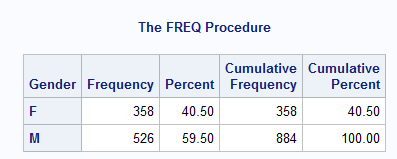 The FREQ Procedure
Gender Frequency Percent Cumulative Frequency Cumulative Percent
F 358 40.50 358 40.50
M 526 59.50 884 100.00